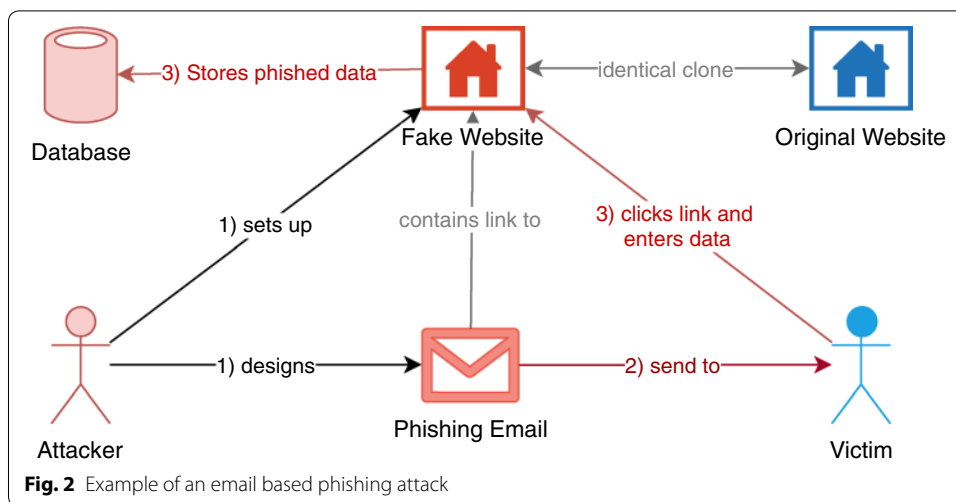 3) Stores phished data
identical clone
Database
Fake Website
Original Website
1) sets up
contains link to
3) clicks link and
enters data
1) designs
2) send to
Attacker
Phishing Email
Victim
Fig. 2 Example of an email based phishing attack